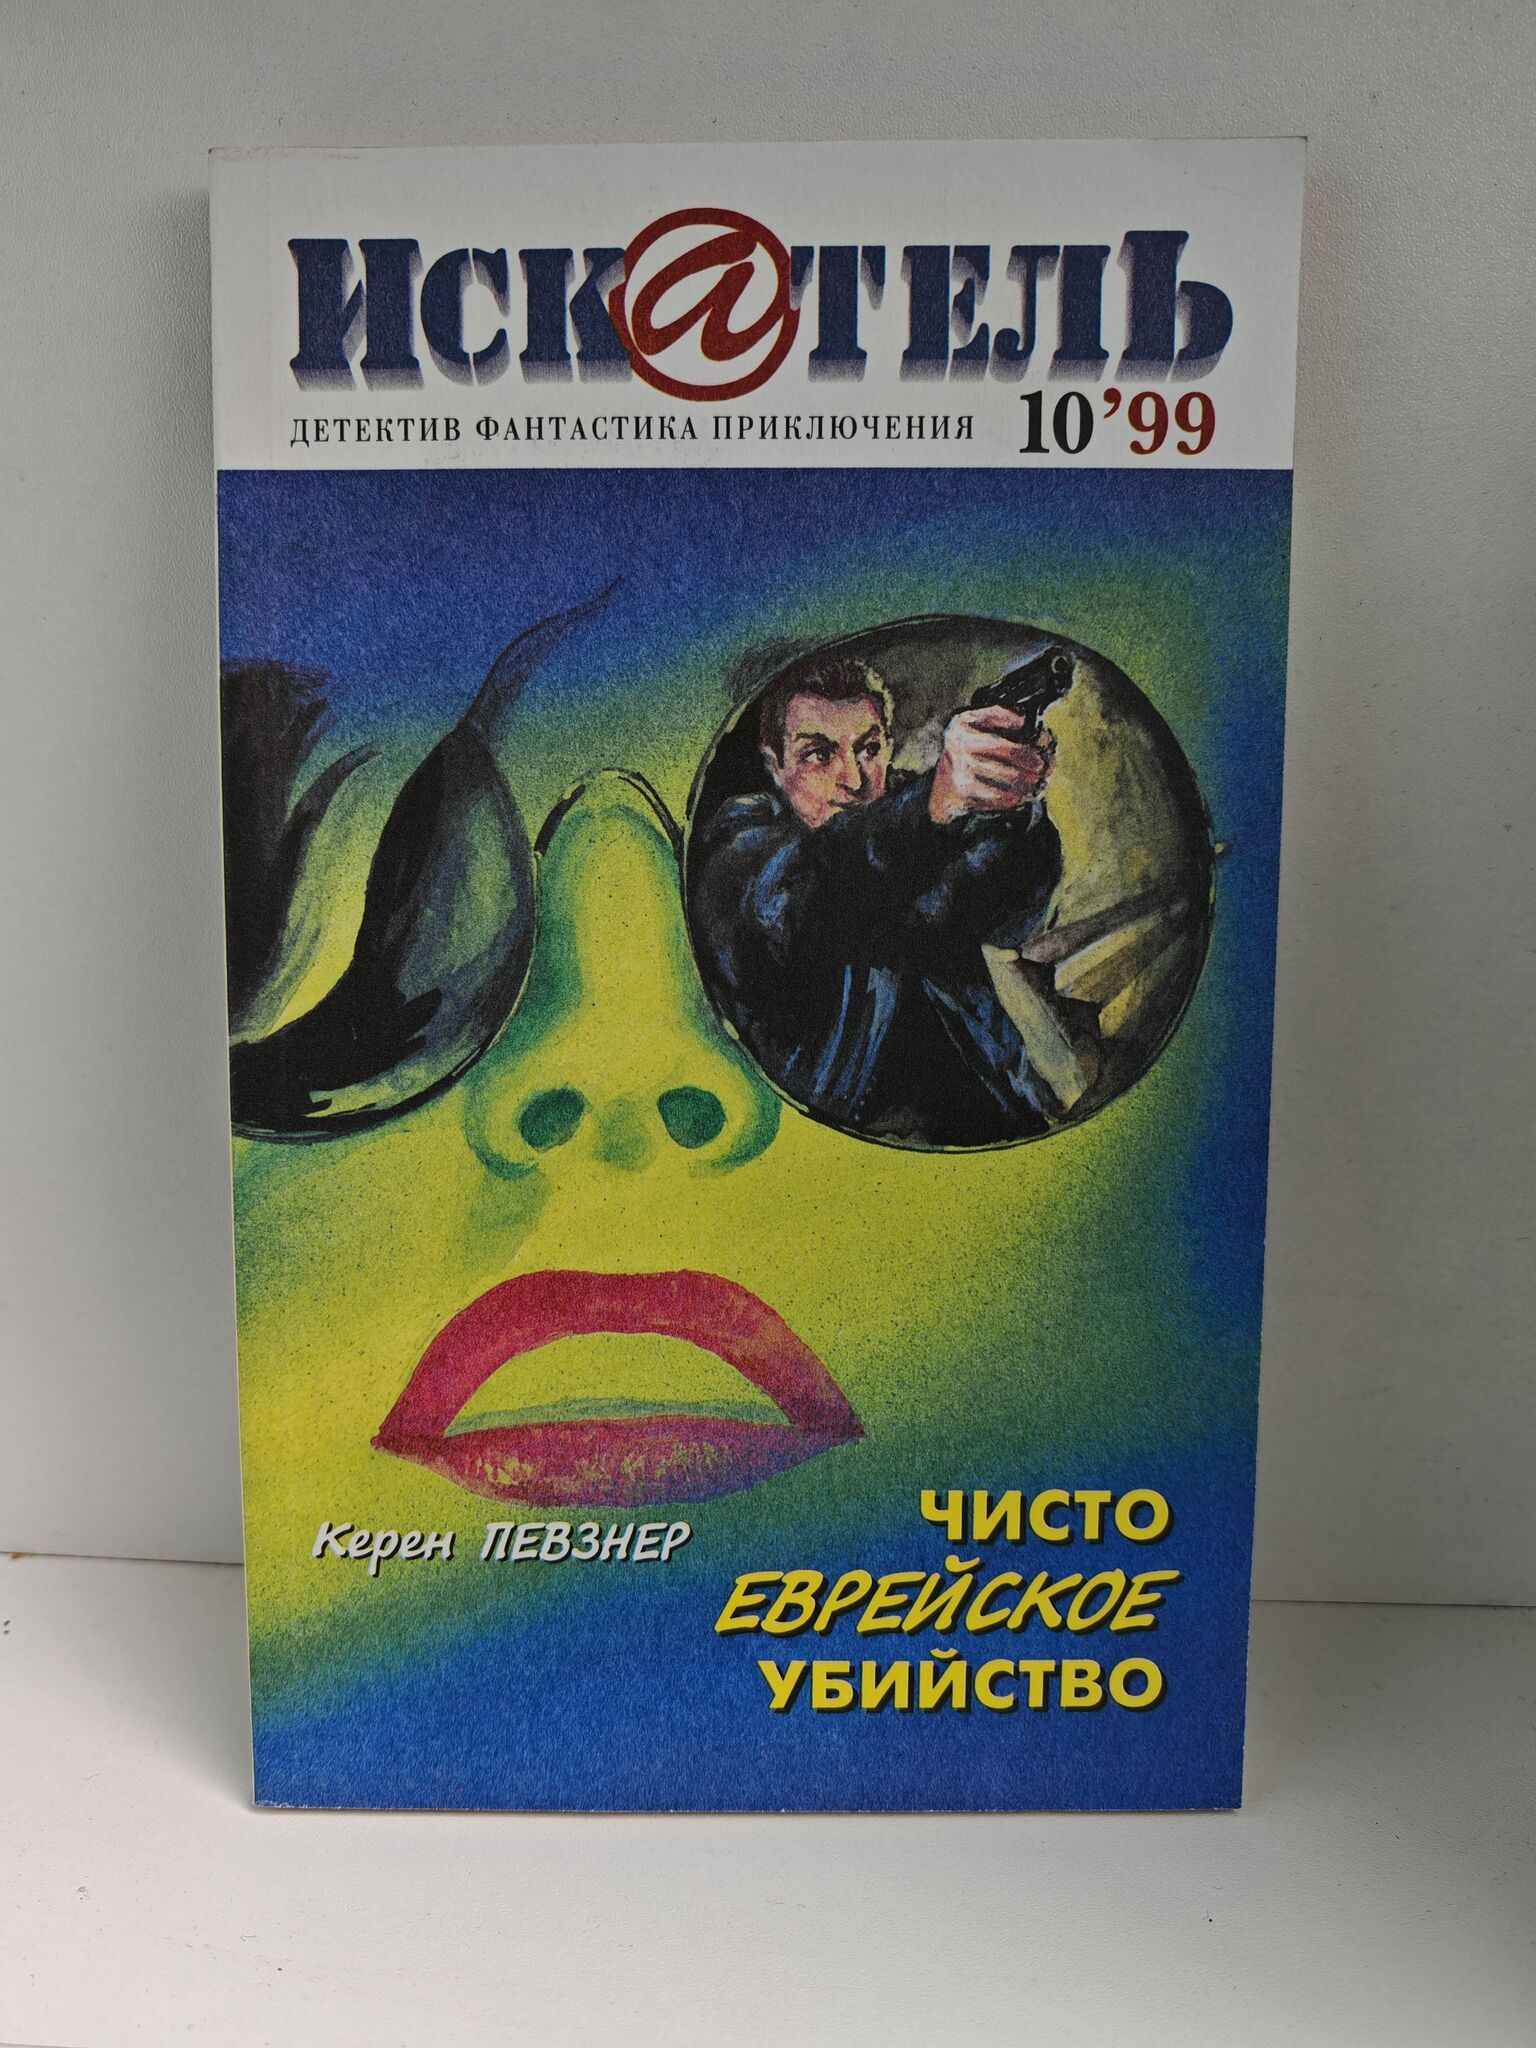 ИСК@ТЕЛЬ
ДЕТЕКТИВ ФАНТАСТИКА ПРИКЛЮЧЕНИЯ 10'99
Керен ПЕВЗНЕР
ЧИСТО
ЕВРЕЙСКОЕ
УБИЙСТВО